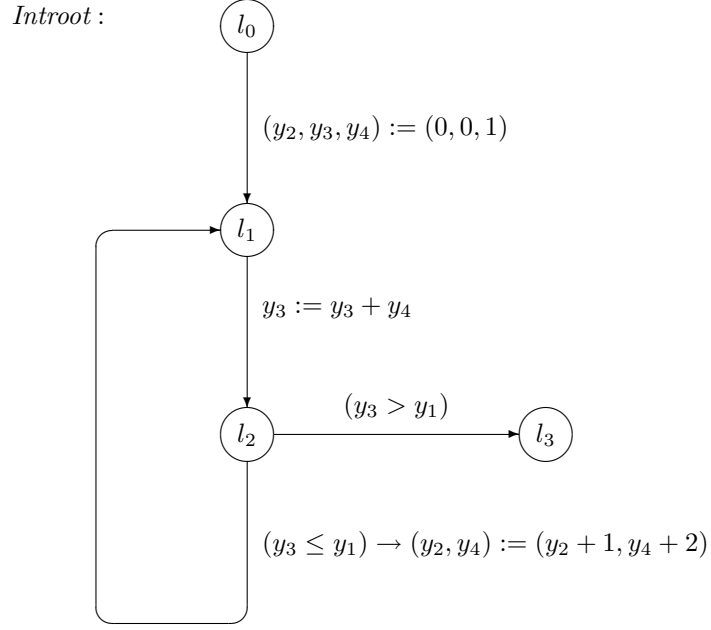 Introot :
l₀
(y₂, y₃, y₄) := (0, 0, 1)
l₁
y₃ := y₃ + y₄
(y₃ > y₁)
l₂
l₃
(y₃ ≤ y₁) → (y₂, y₄) := (y₂ + 1, y₄ + 2)